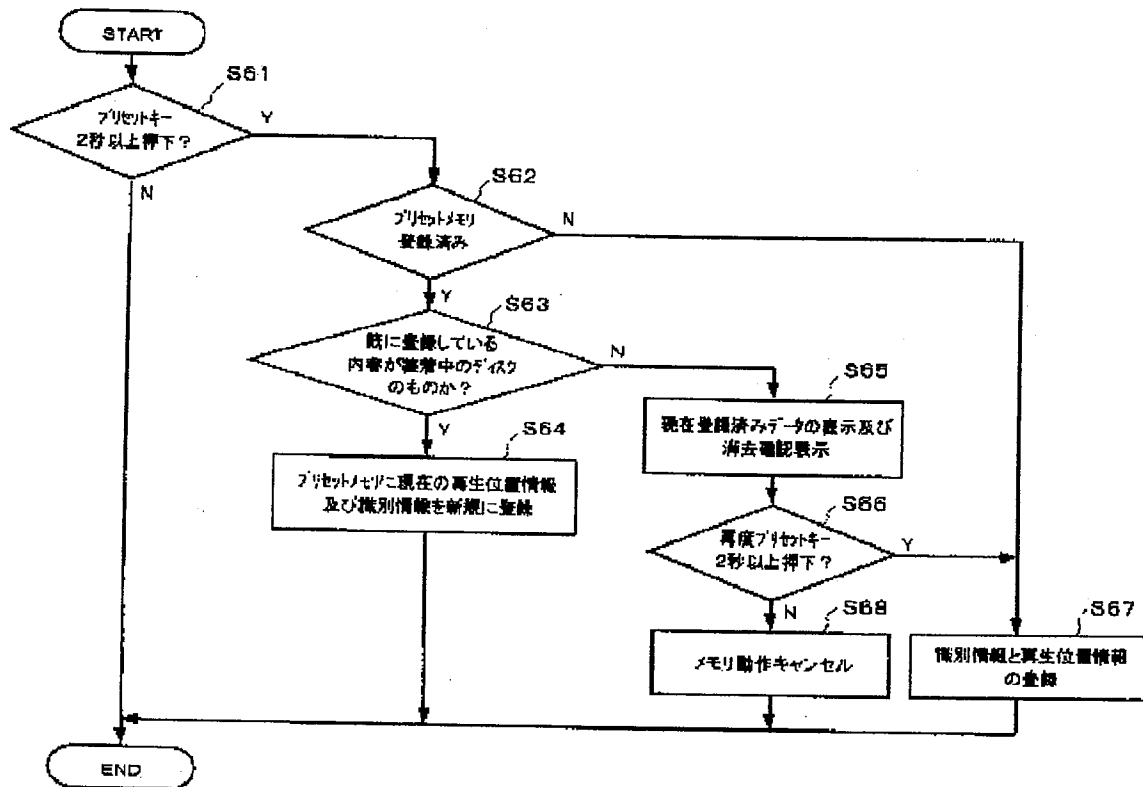 START
S61
プリセットキー
2秒以上押下?
Y
N
S62
プリセットメモリ
登録済み
N
Y
S63
既に登録している
内容が装着中のディスク
のものか?
N
Y
S64
プリセットメモリに現在の再生位置情報
及び識別情報を新規に登録
S65
現在登録済みデータの表示及び
消去確認表示
S66
再度プリセットキー
2秒以上押下?
Y
N
S68
メモリ動作キャンセル
S67
識別情報と再生位置情報
の登録
END